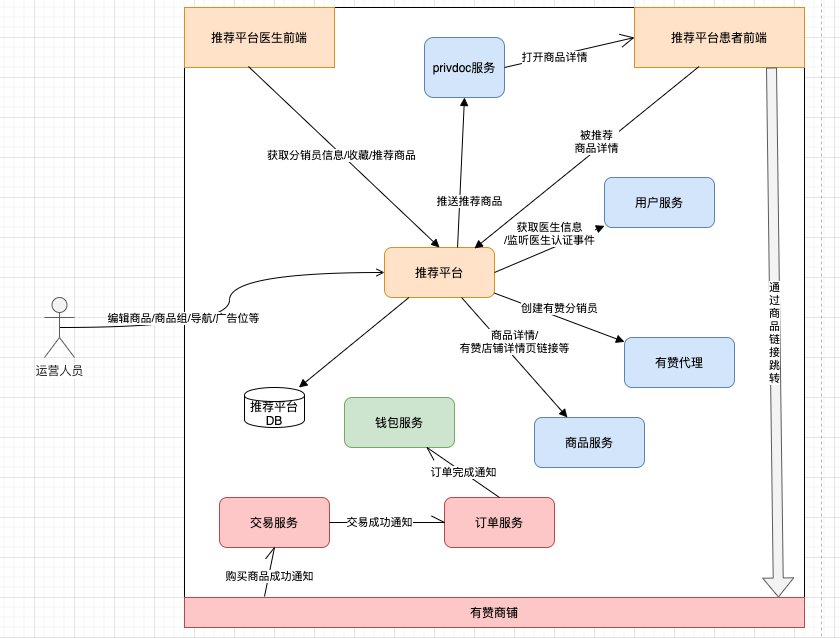 推荐平台医生前端
推荐平台患者前端
privdoc服务
打开商品详情
获取分销员信息/收藏/推荐商品
被推荐
商品详情
推送推荐商品
用户服务
获取医生信息
/监听医生认证事件
推荐平台
通过商品链接跳转
创建有赞分销员
编辑商品/商品组/导航/广告位等
商品详情/
有赞店铺详情页链接等
有赞代理
运营人员
推荐平台
DB
钱包服务
商品服务
订单完成通知
交易服务
交易成功通知
订单服务
购买商品成功通知
有赞商铺